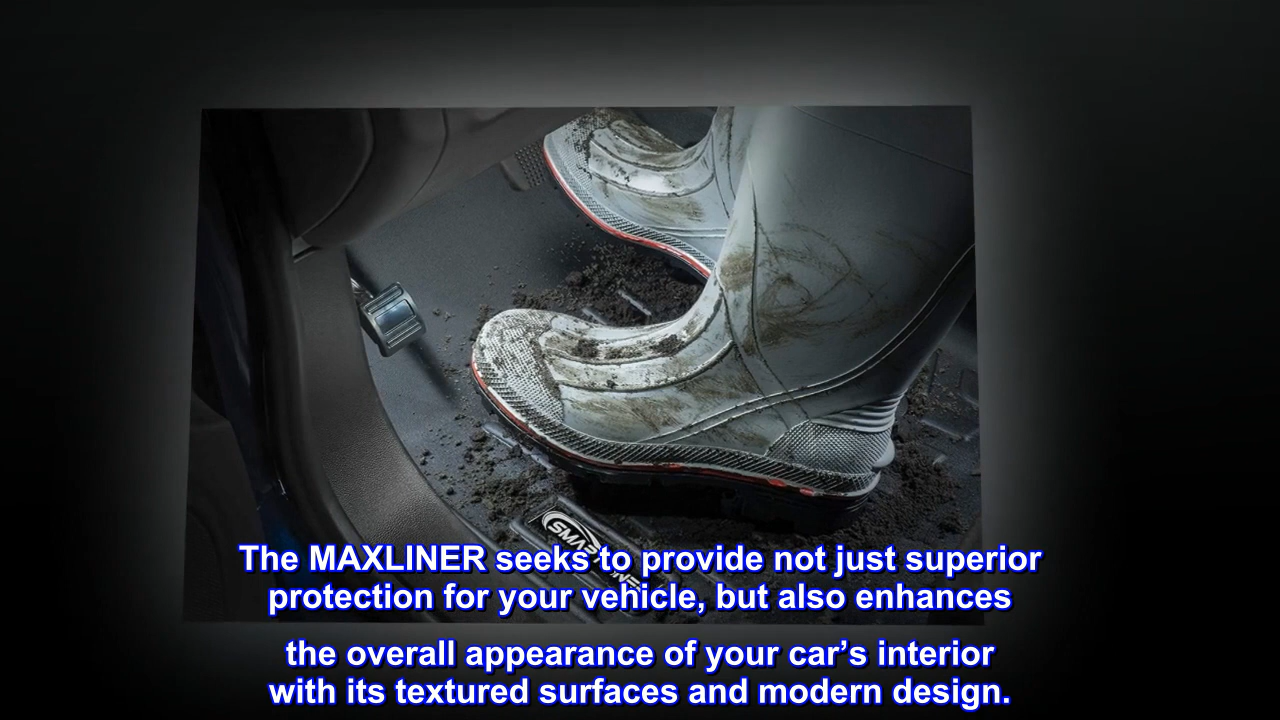 The MAXLINER seeks to provide not just superior
protection for your vehicle, but also enhances
the overall appearance of your car’s interior
with its textured surfaces and modern design.